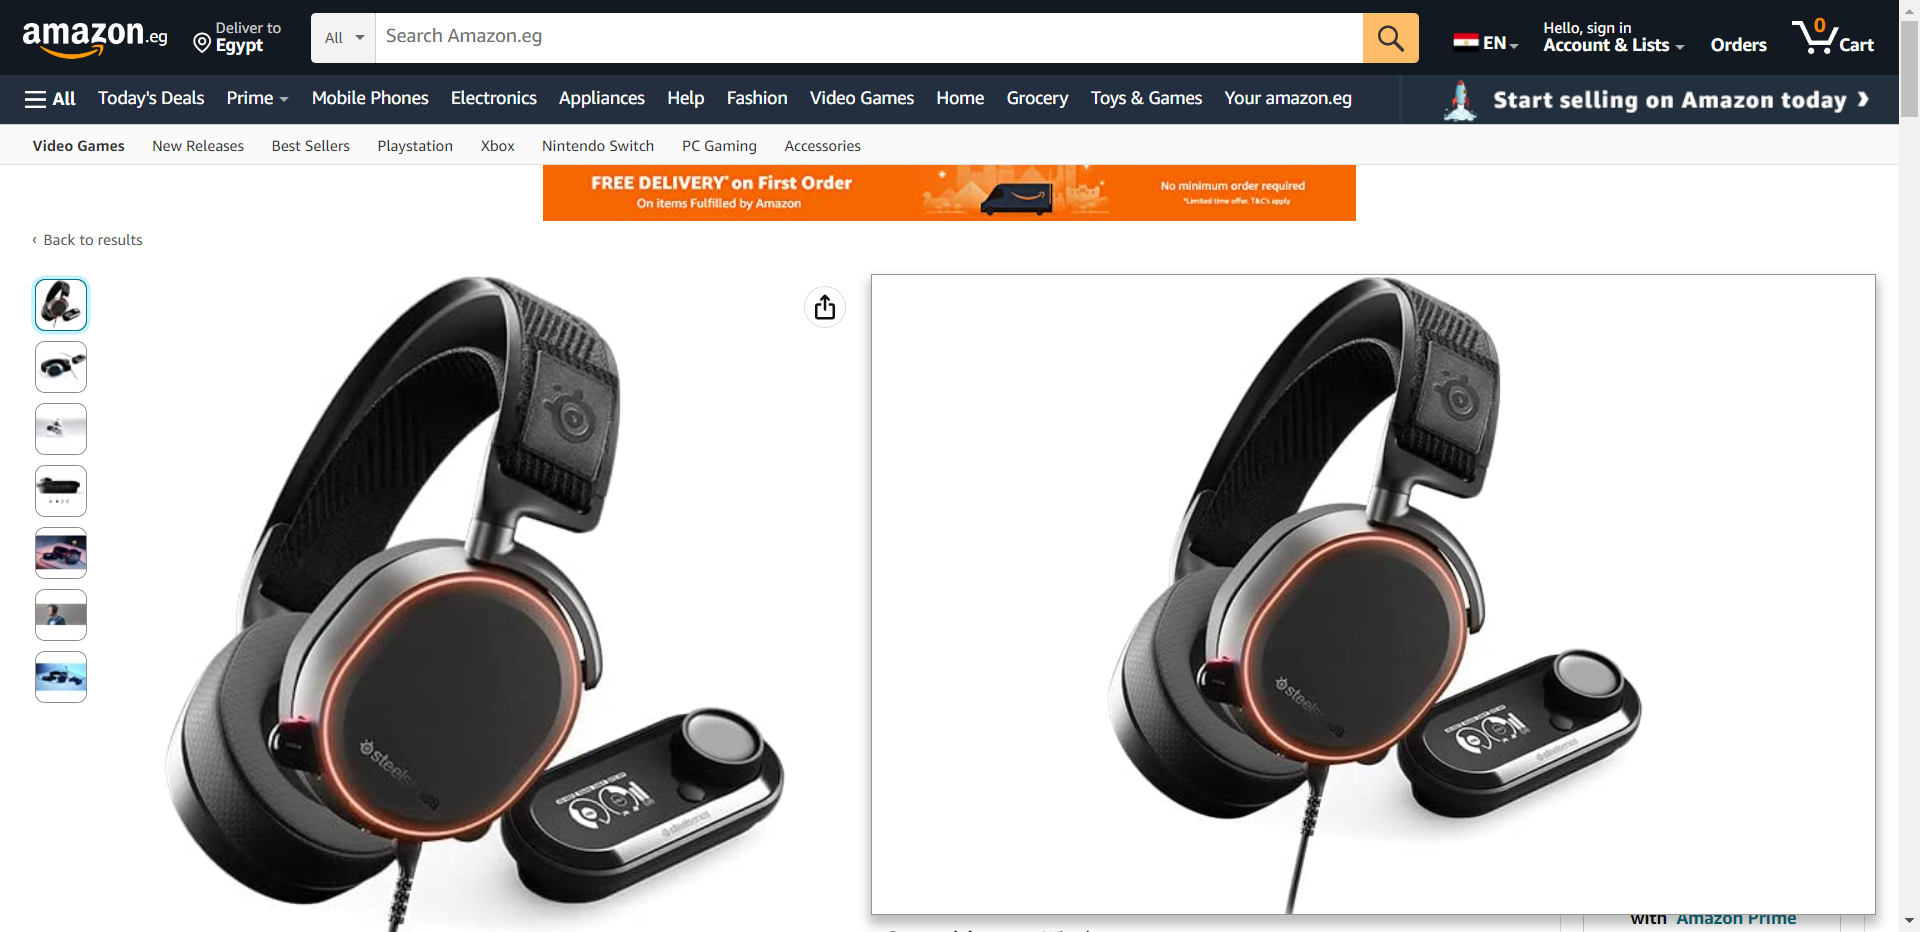 amazon.eg
Deliver to
Egypt
All
Search Amazon.eg
EN
Hello, sign in
Account & Lists
Orders
0
Cart
All
Today's Deals
Prime
Mobile Phones
Electronics
Appliances
Help
Fashion
Video Games
Home
Grocery
Toys & Games
Your amazon.eg
Start selling on Amazon today ❯
Video Games
New Releases
Best Sellers
Playstation
Xbox
Nintendo Switch
PC Gaming
Accessories
FREE DELIVERY* on First Order
On items Fulfilled by Amazon
No minimum order required
*Limited time offer. T&C's apply
‹ Back to results
with Amazon Prime